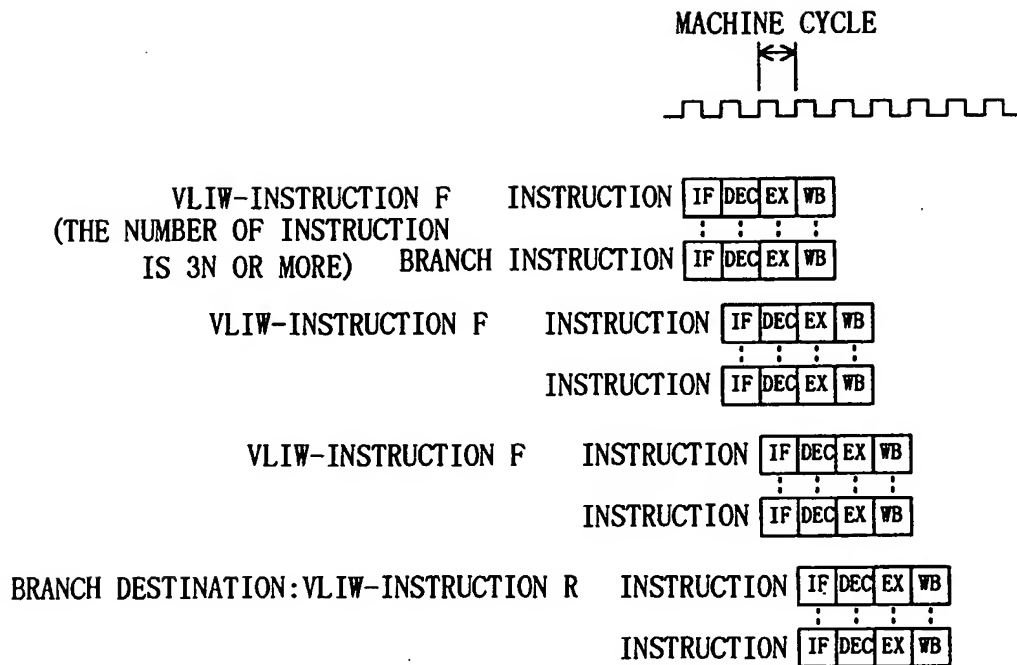 MACHINE CYCLE
VLIW-INSTRUCTION F INSTRUCTION IF DEC EX WB
(THE NUMBER OF INSTRUCTION
IS 3N OR MORE) BRANCH INSTRUCTION IF DEC EX WB
VLIW-INSTRUCTION F INSTRUCTION IF DEC EX WB
INSTRUCTION IF DEC EX WB
VLIW-INSTRUCTION F INSTRUCTION IF DEC EX WB
INSTRUCTION IF DEC EX WB
BRANCH DESTINATION:VLIW-INSTRUCTION R INSTRUCTION IF DEC EX WB
INSTRUCTION IF DEC EX WB